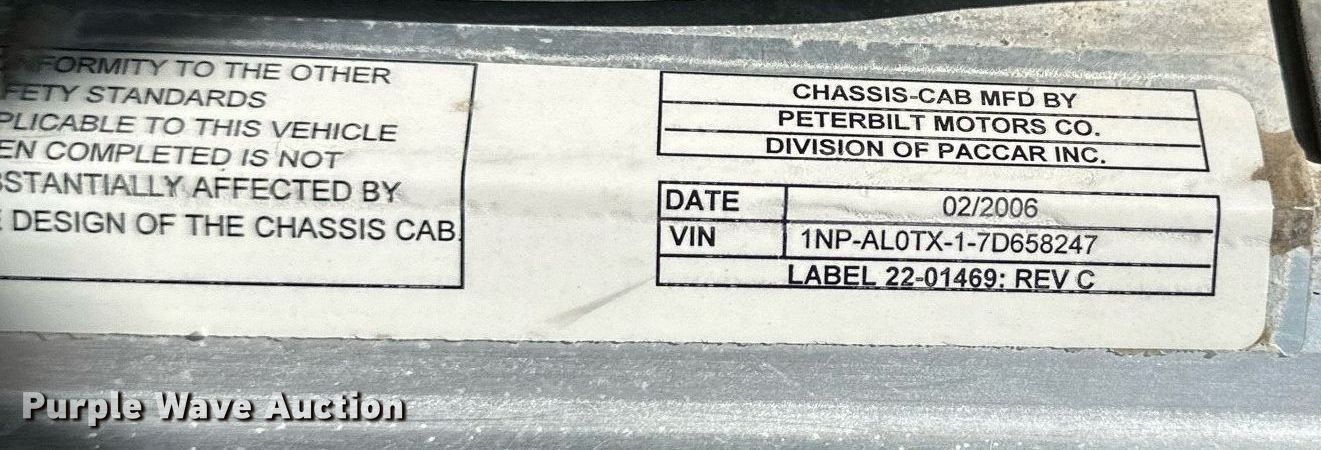 FORMITY TO THE OTHER
FETY STANDARDS
PLICABLE TO THIS VEHICLE
EN COMPLETED IS NOT
STANTIALLY AFFECTED BY
DESIGN OF THE CHASSIS CAB.
CHASSIS-CAB MFD BY
PETERBILT MOTORS CO.
DIVISION OF PACCAR INC.
DATE 02/2006
VIN 1NP-AL0TX-1-7D658247
LABEL 22-01469: REV C
Purple Wave Auction